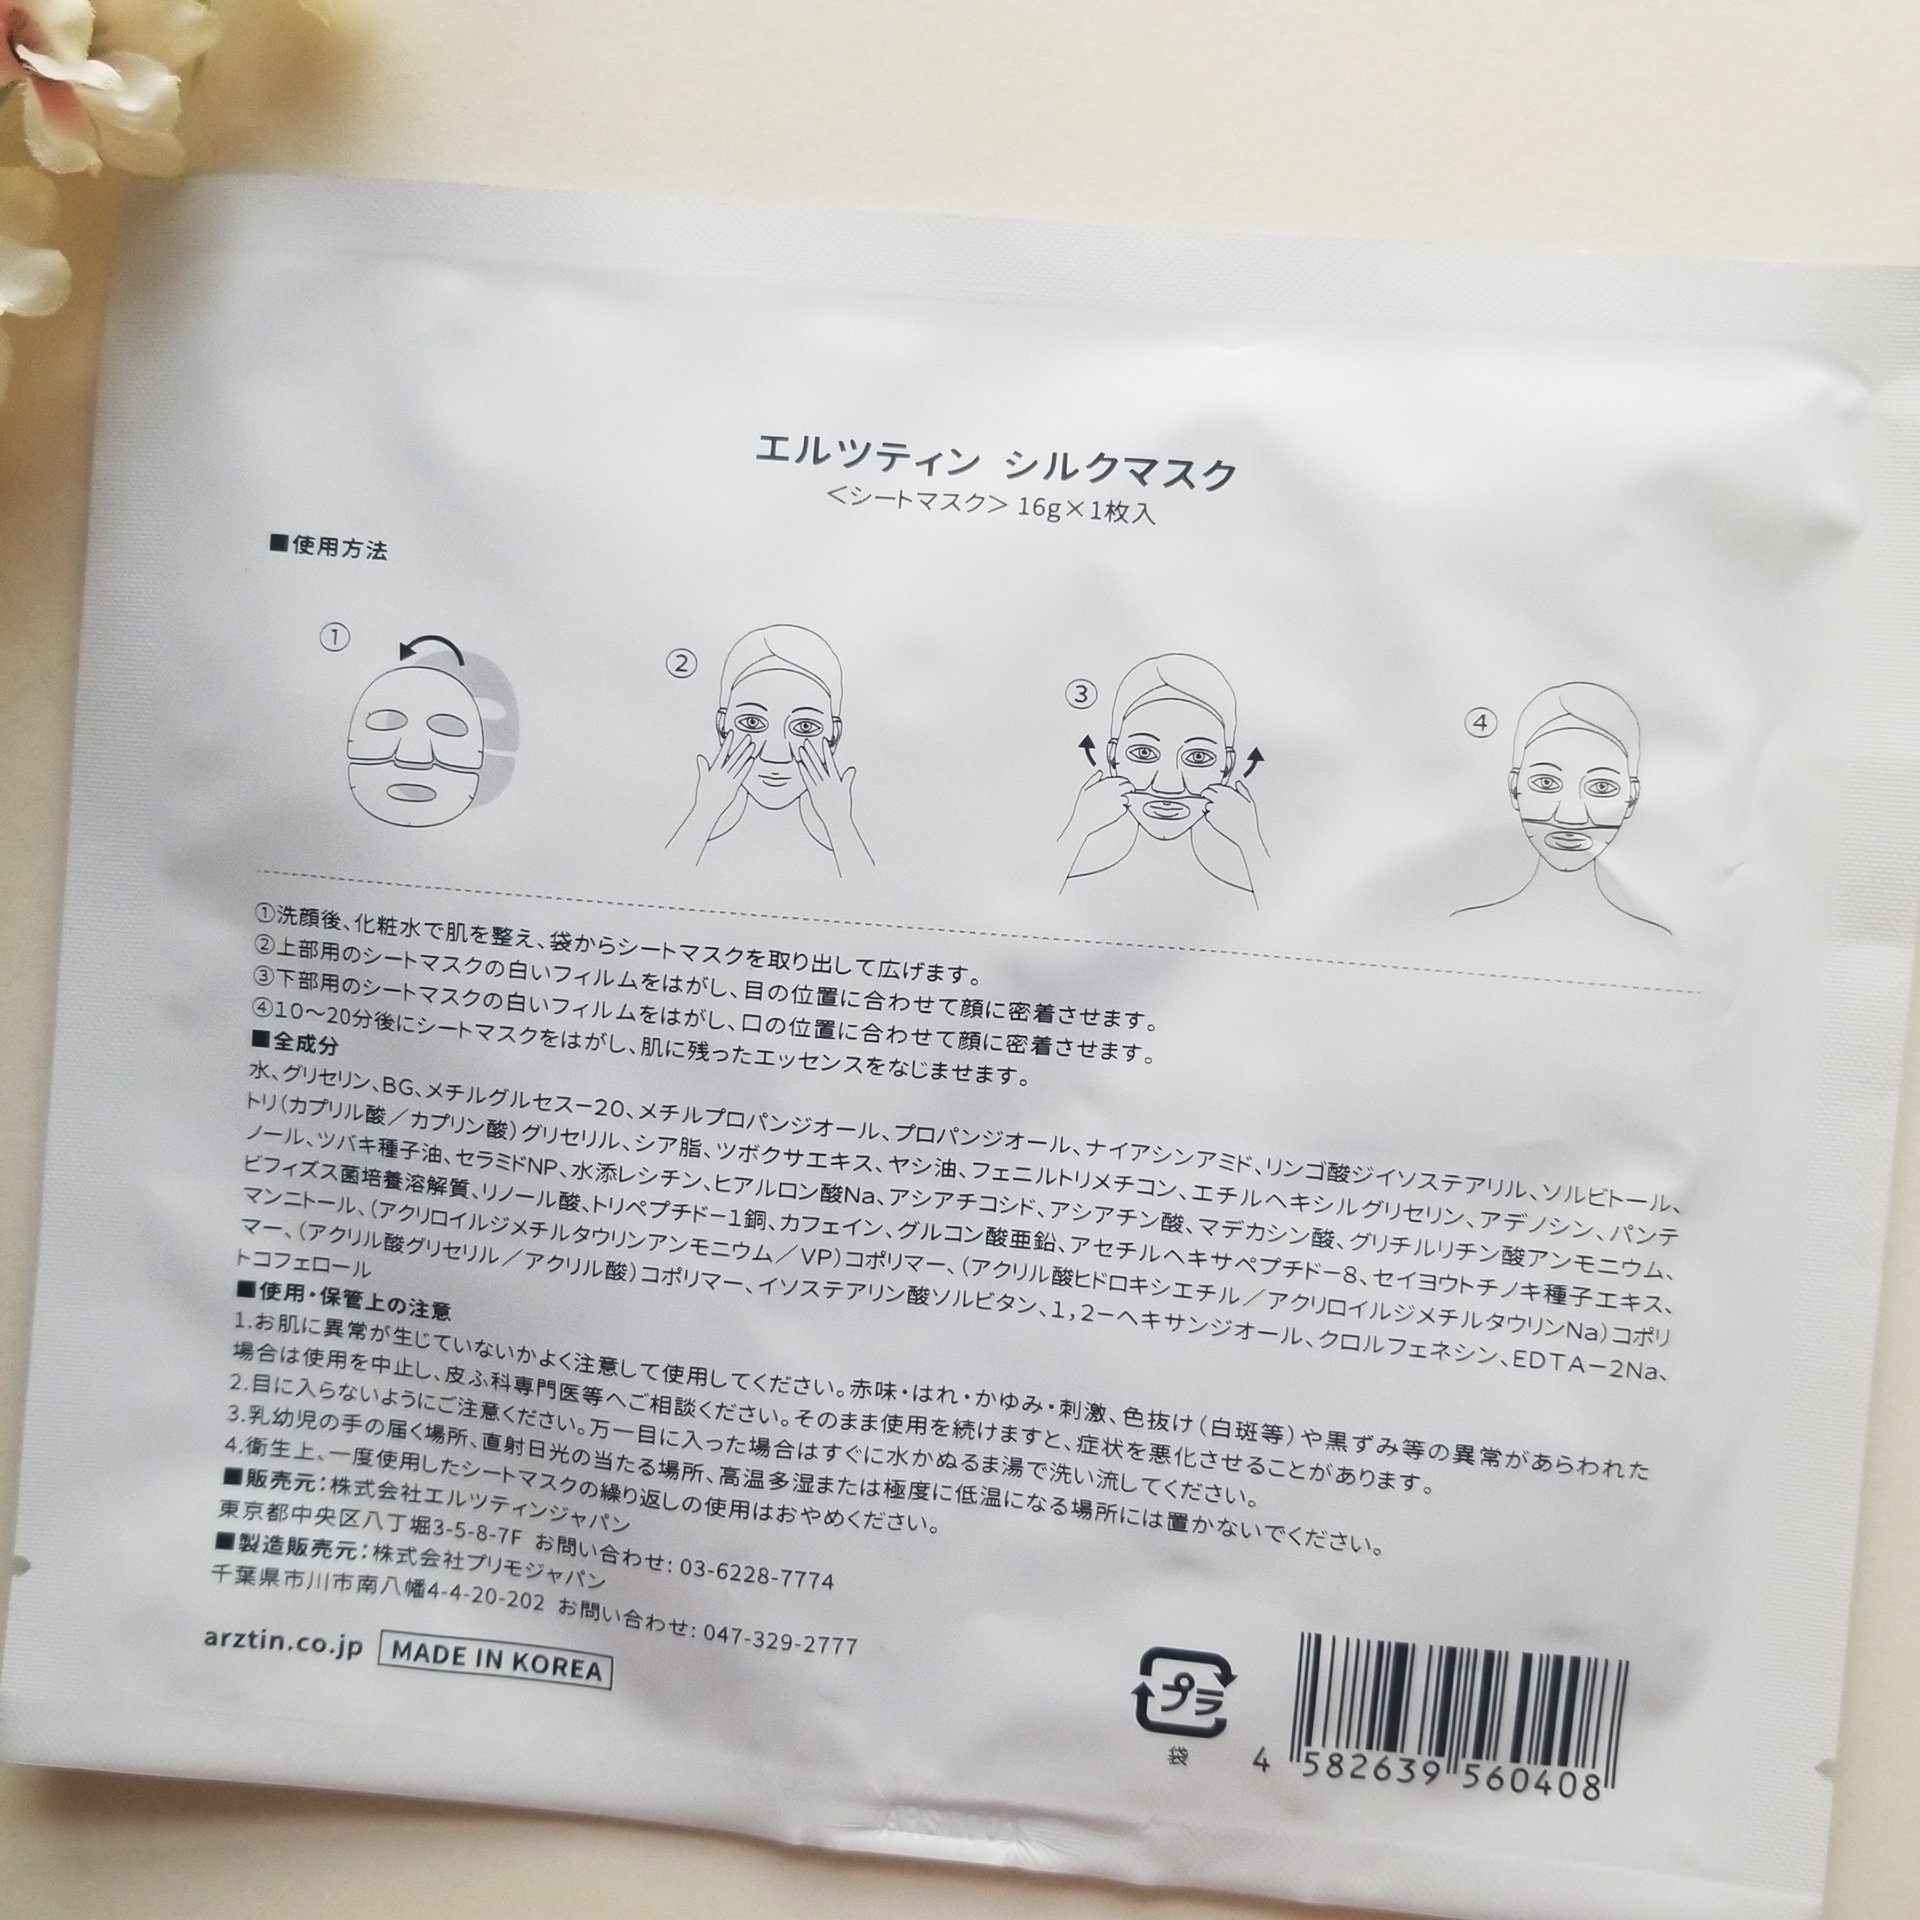 エルツティン シルクマスク
＜シートマスク＞ 16g×1枚入
■使用方法
①
②
③
④
①洗顔後、化粧水で肌を整え、袋からシートマスクを取り出して広げます。
②上部用のシートマスクの白いフィルムをはがし、目の位置に合わせて顔に密着させます。
③下部用のシートマスクの白いフィルムをはがし、口の位置に合わせて顔に密着させます。
④10～20分後にシートマスクをはがし、肌に残ったエッセンスをなじませます。
■全成分
水、グリセリン、BG、メチルグルセス－20、メチルプロパンジオール、プロパンジオール、ナイアシンアミド、リンゴ酸ジイソステアリル、ソルビトール、
トリ（カプリル酸／カプリン酸）グリセリル、シア脂、ツボクサエキス、ヤシ油、フェニルトリメチコン、エチルヘキシルグリセリン、アデノシン、パンテ
ノール、ツバキ種子油、セラミドNP、水添レシチン、ヒアルロン酸Na、アシアチコシド、アシアチン酸、マデカシン酸、グリチルリチン酸アンモニウム、
ビフィズス菌培養溶解質、リノール酸、トリペプチド－1銅、カフェイン、グルコン酸亜鉛、アセチルヘキサペプチド－8、セイヨウトチノキ種子エキス、
マンニトール、（アクリロイルジメチルタウリンアンモニウム／VP）コポリマー、（アクリル酸ヒドロキシエチル／アクリロイルジメチルタウリンNa）コポリ
マー、（アクリル酸グリセリル／アクリル酸）コポリマー、イソステアリン酸ソルビタン、1,2－ヘキサンジオール、クロルフェネシン、EDTA－2Na、
トコフェロール
■使用・保管上の注意
1.お肌に異常が生じていないかよく注意して使用してください。赤味・はれ・かゆみ・刺激、色抜け（白斑等）や黒ずみ等の異常があらわれた
場合は使用を中止し、皮ふ科専門医等へご相談ください。そのまま使用を続けますと、症状を悪化させることがあります。
2.目に入らないようにご注意ください。万一目に入った場合はすぐに水かぬるま湯で洗い流してください。
3.乳幼児の手の届く場所、直射日光の当たる場所、高温多湿または極度に低温になる場所には置かないでください。
4.衛生上、一度使用したシートマスクの繰り返しの使用はおやめください。
■販売元：株式会社エルツティンジャパン
東京都中央区八丁堀3-5-8-7F お問い合わせ: 03-6228-7774
■製造販売元：株式会社プリモジャパン
千葉県市川市南八幡4-4-20-202 お問い合わせ: 047-329-2777
arztin.co.jp MADE IN KOREA
プラ
袋
4 582639 560408